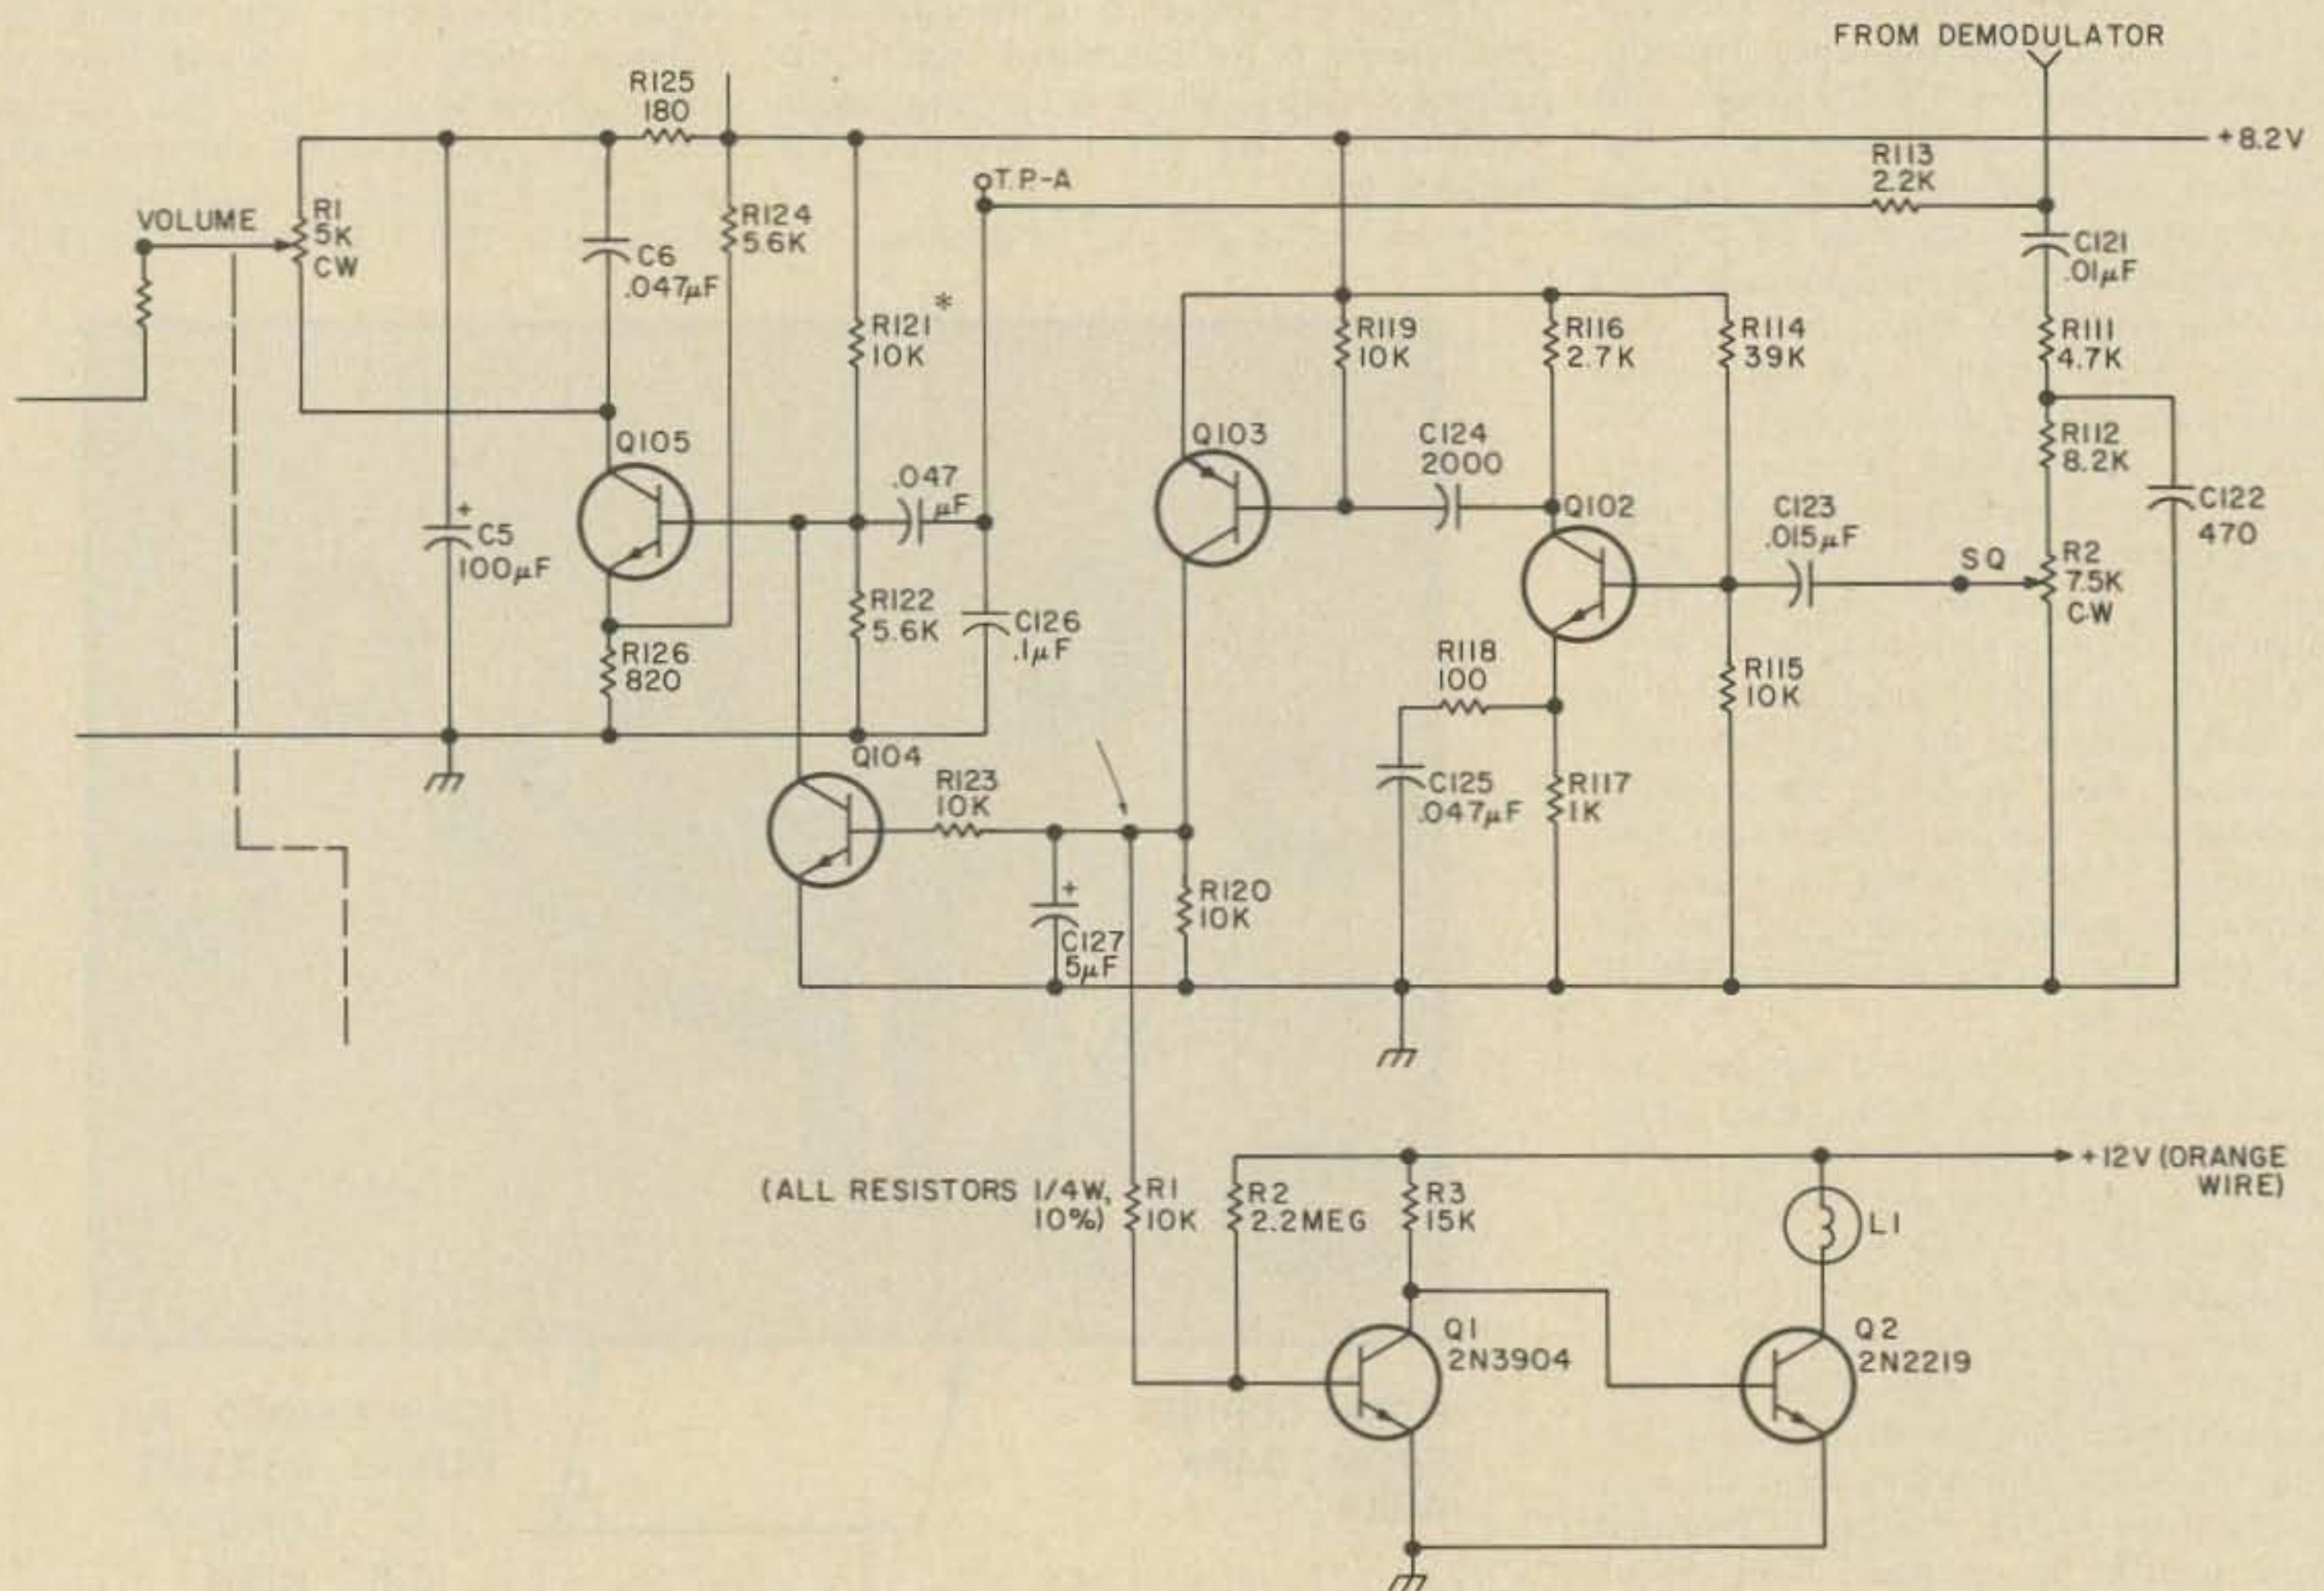 FROM DEMODULATOR
R125
180
+8.2V
R113
2.2K
T.P.-A
VOLUME
R1
5K
CW
R124
5.6K
C6
.047µF
C121
.01µF
R121*
10K
R119
10K
R116
2.7K
R114
39K
R111
4.7K
Q105
Q103
C124
2000
R112
8.2K
.047
µF
Q102
C123
.015µF
C122
470
+
C5
100µF
SQ
R2
7.5K
CW
R122
5.6K
C126
.1µF
R126
820
R118
100
R115
10K
Q104
R123
10K
C125
.047µF
R117
1K
+
C127
5µF
R120
10K
+12V (ORANGE
WIRE)
(ALL RESISTORS 1/4W,
10%)
R1
10K
R2
2.2MEG
R3
15K
L1
Q1
2N3904
Q2
2N2219